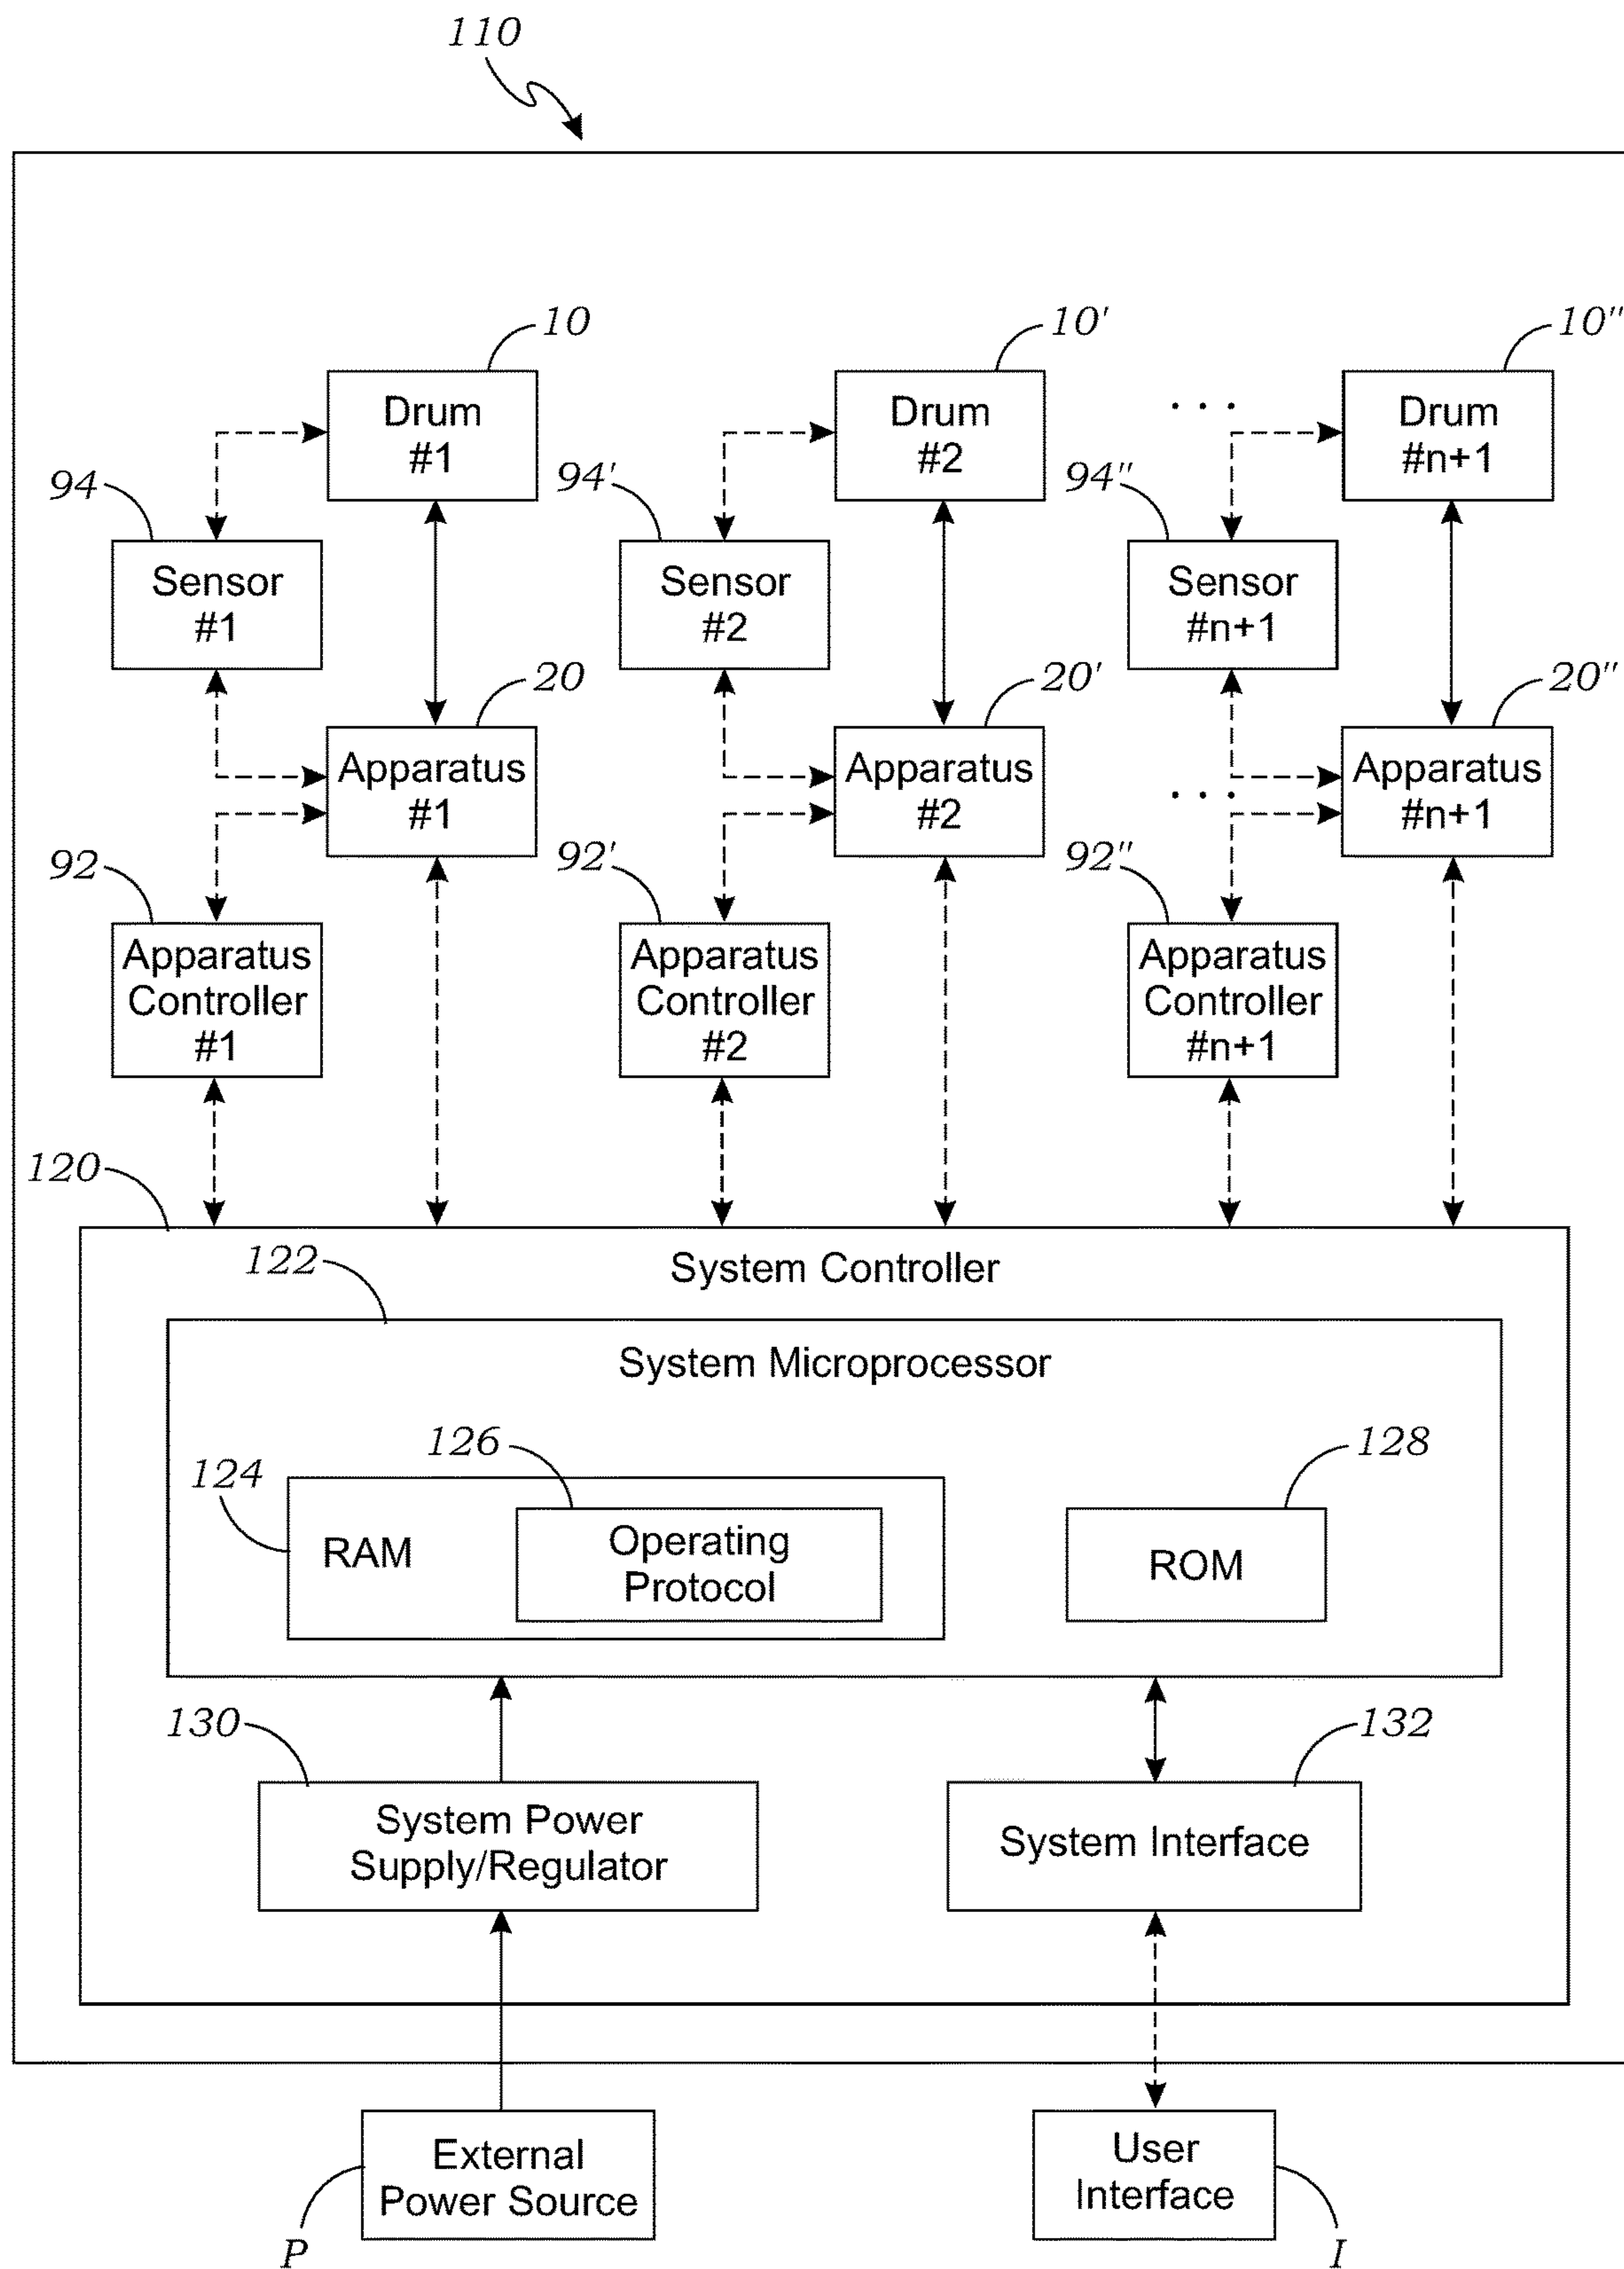 110
10
10'
10"
Drum
#1
Drum
#2
. . .
Drum
#n+1
94
94'
94"
Sensor
#1
Sensor
#2
Sensor
#n+1
20
20'
20"
Apparatus
#1
Apparatus
#2
. . .
Apparatus
#n+1
92
92'
92"
Apparatus
Controller
#1
Apparatus
Controller
#2
Apparatus
Controller
#n+1
120
System Controller
122
System Microprocessor
124
126
128
RAM
Operating
Protocol
ROM
130
132
System Power
Supply/Regulator
System Interface
External
Power Source
User
Interface
P
I